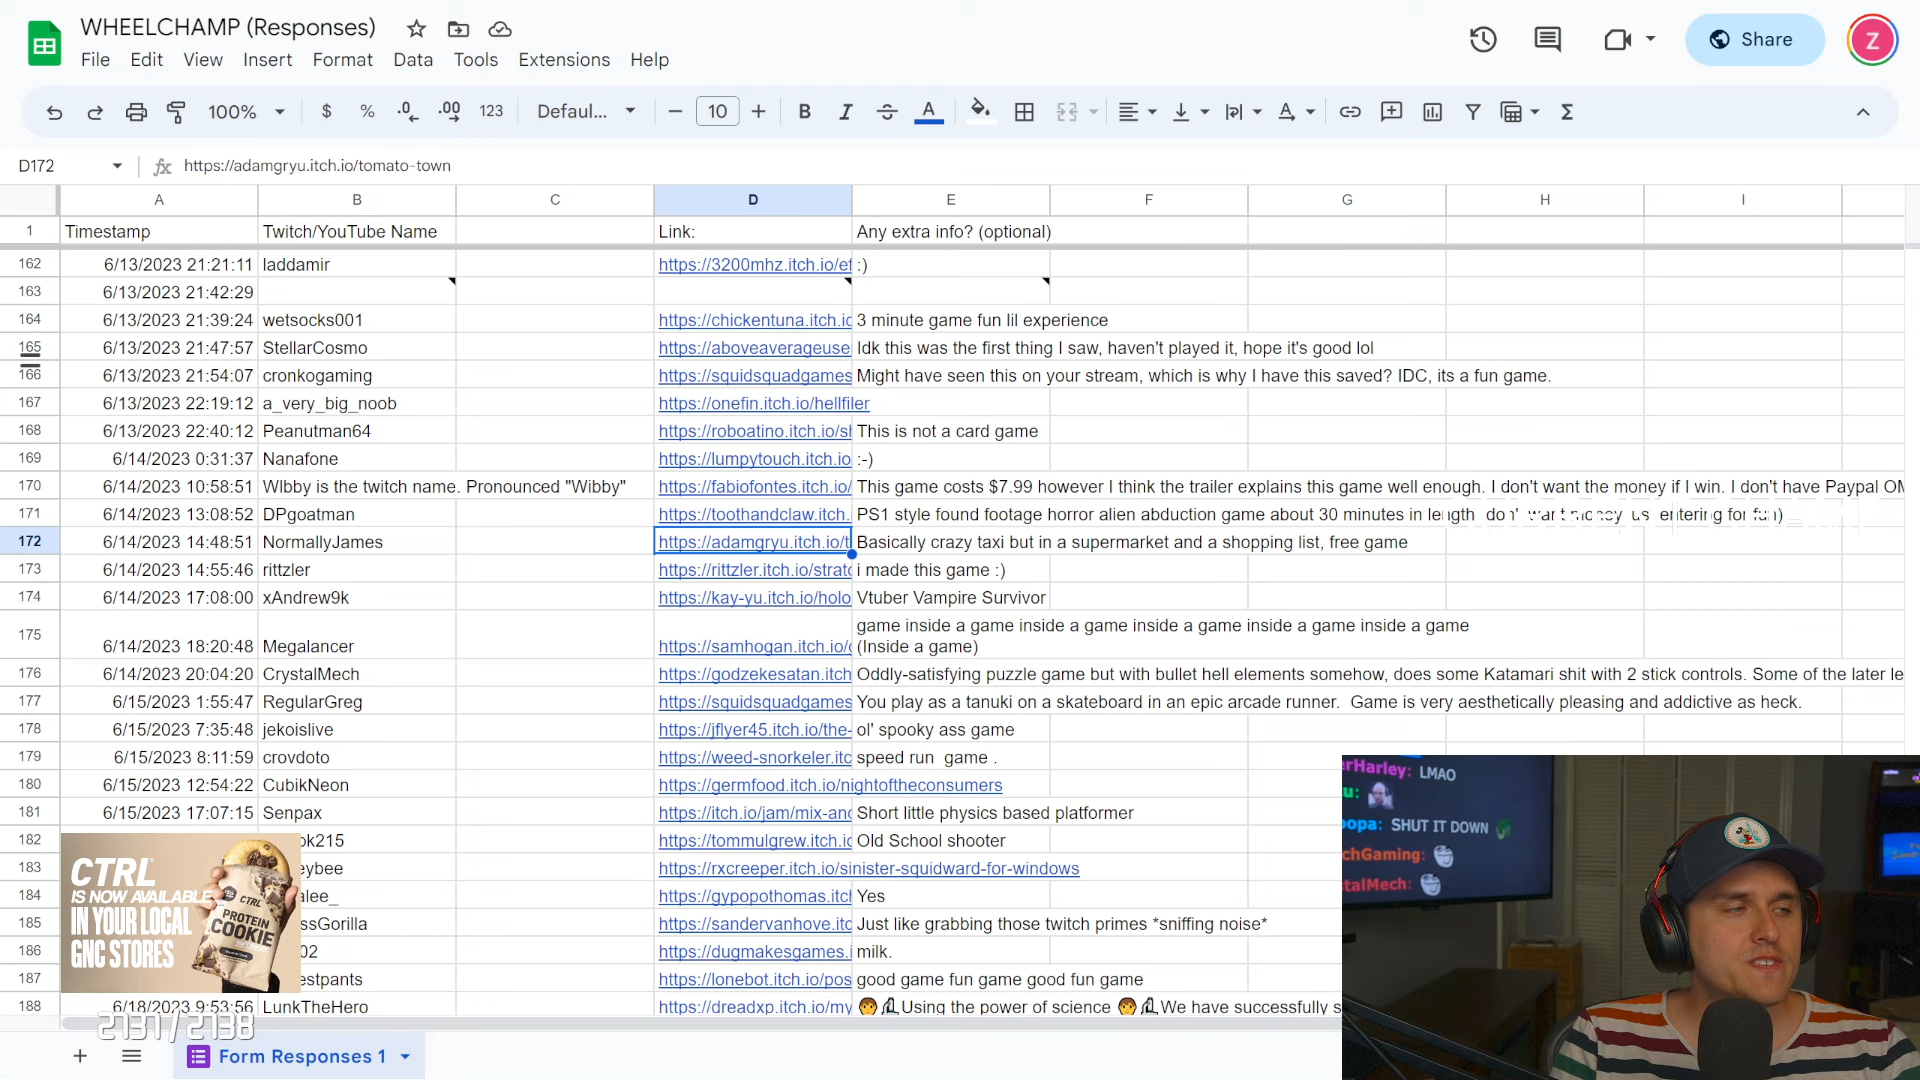 WHEELCHAMP (Responses)
File Edit View Insert Format Data Tools Extensions Help
Share
Z
100% $ % .0 .00 123 Defaul... 10 B I A
D172 https://adamgryu.itch.io/tomato-town
A B C D E F G H I
1 Timestamp Twitch/YouTube Name Link: Any extra info? (optional)
162 6/13/2023 21:21:11 laddamir https://3200mhz.itch.io/ef :)
163 6/13/2023 21:42:29
164 6/13/2023 21:39:24 wetsocks001 https://chickentuna.itch.io 3 minute game fun lil experience
165 6/13/2023 21:47:57 StellarCosmo https://aboveaverageuse Idk this was the first thing I saw, haven't played it, hope it's good lol
166 6/13/2023 21:54:07 cronkogaming https://squidsquadgames Might have seen this on your stream, which is why I have this saved? IDC, its a fun game.
167 6/13/2023 22:19:12 a_very_big_noob https://onefin.itch.io/hellfiler
168 6/13/2023 22:40:12 Peanutman64 https://roboatino.itch.io/sh This is not a card game
169 6/14/2023 0:31:37 Nanafone https://lumpytouch.itch.io :-)
170 6/14/2023 10:58:51 WIbby is the twitch name. Pronounced "Wibby" https://fabiofontes.itch.io/ This game costs $7.99 however I think the trailer explains this game well enough. I don't want the money if I win. I don't have Paypal OM
171 6/14/2023 13:08:52 DPgoatman https://toothandclaw.itch. PS1 style found footage horror alien abduction game about 30 minutes in length don' want money entering for fun)
172 6/14/2023 14:48:51 NormallyJames https://adamgryu.itch.io/t Basically crazy taxi but in a supermarket and a shopping list, free game
173 6/14/2023 14:55:46 rittzler https://rittzler.itch.io/strato i made this game :)
174 6/14/2023 17:08:00 xAndrew9k https://kay-yu.itch.io/holo Vtuber Vampire Survivor
game inside a game inside a game inside a game inside a game inside a game
175 6/14/2023 18:20:48 Megalancer https://samhogan.itch.io/ (Inside a game)
176 6/14/2023 20:04:20 CrystalMech https://godzekesatan.itch Oddly-satisfying puzzle game but with bullet hell elements somehow, does some Katamari shit with 2 stick controls. Some of the later le
177 6/15/2023 1:55:47 RegularGreg https://squidsquadgames You play as a tanuki on a skateboard in an epic arcade runner. Game is very aesthetically pleasing and addictive as heck.
178 6/15/2023 7:35:48 jekoislive https://jflyer45.itch.io/the- ol' spooky ass game
179 6/15/2023 8:11:59 crovdoto https://weed-snorkeler.itc speed run game .
180 6/15/2023 12:54:22 CubikNeon https://germfood.itch.io/nightoftheconsumers
181 6/15/2023 17:07:15 Senpax https://itch.io/jam/mix-and Short little physics based platformer
182 ok215 https://tommulgrew.itch.io Old School shooter
183 eybee https://rxcreeper.itch.io/sinister-squidward-for-windows
184 alee_ https://gypopothomas.itch Yes
185 ssGorilla https://sandervanhove.itc Just like grabbing those twitch primes *sniffing noise*
186 02 https://dugmakesgames.i milk.
187 estpants https://lonebot.itch.io/pos good game fun game good fun game
188 6/18/2023 9:53:56 LunkTheHero https://dreadxp.itch.io/my Using the power of science We have successfully s
CTRL
IS NOW AVAILABLE
IN YOUR LOCAL
GNC STORES
CTRL
PROTEIN
COOKIE
2137/2138
Form Responses 1
erHarley: LMAO
u:
oopa: SHUT IT DOWN
chGaming:
stalMech: